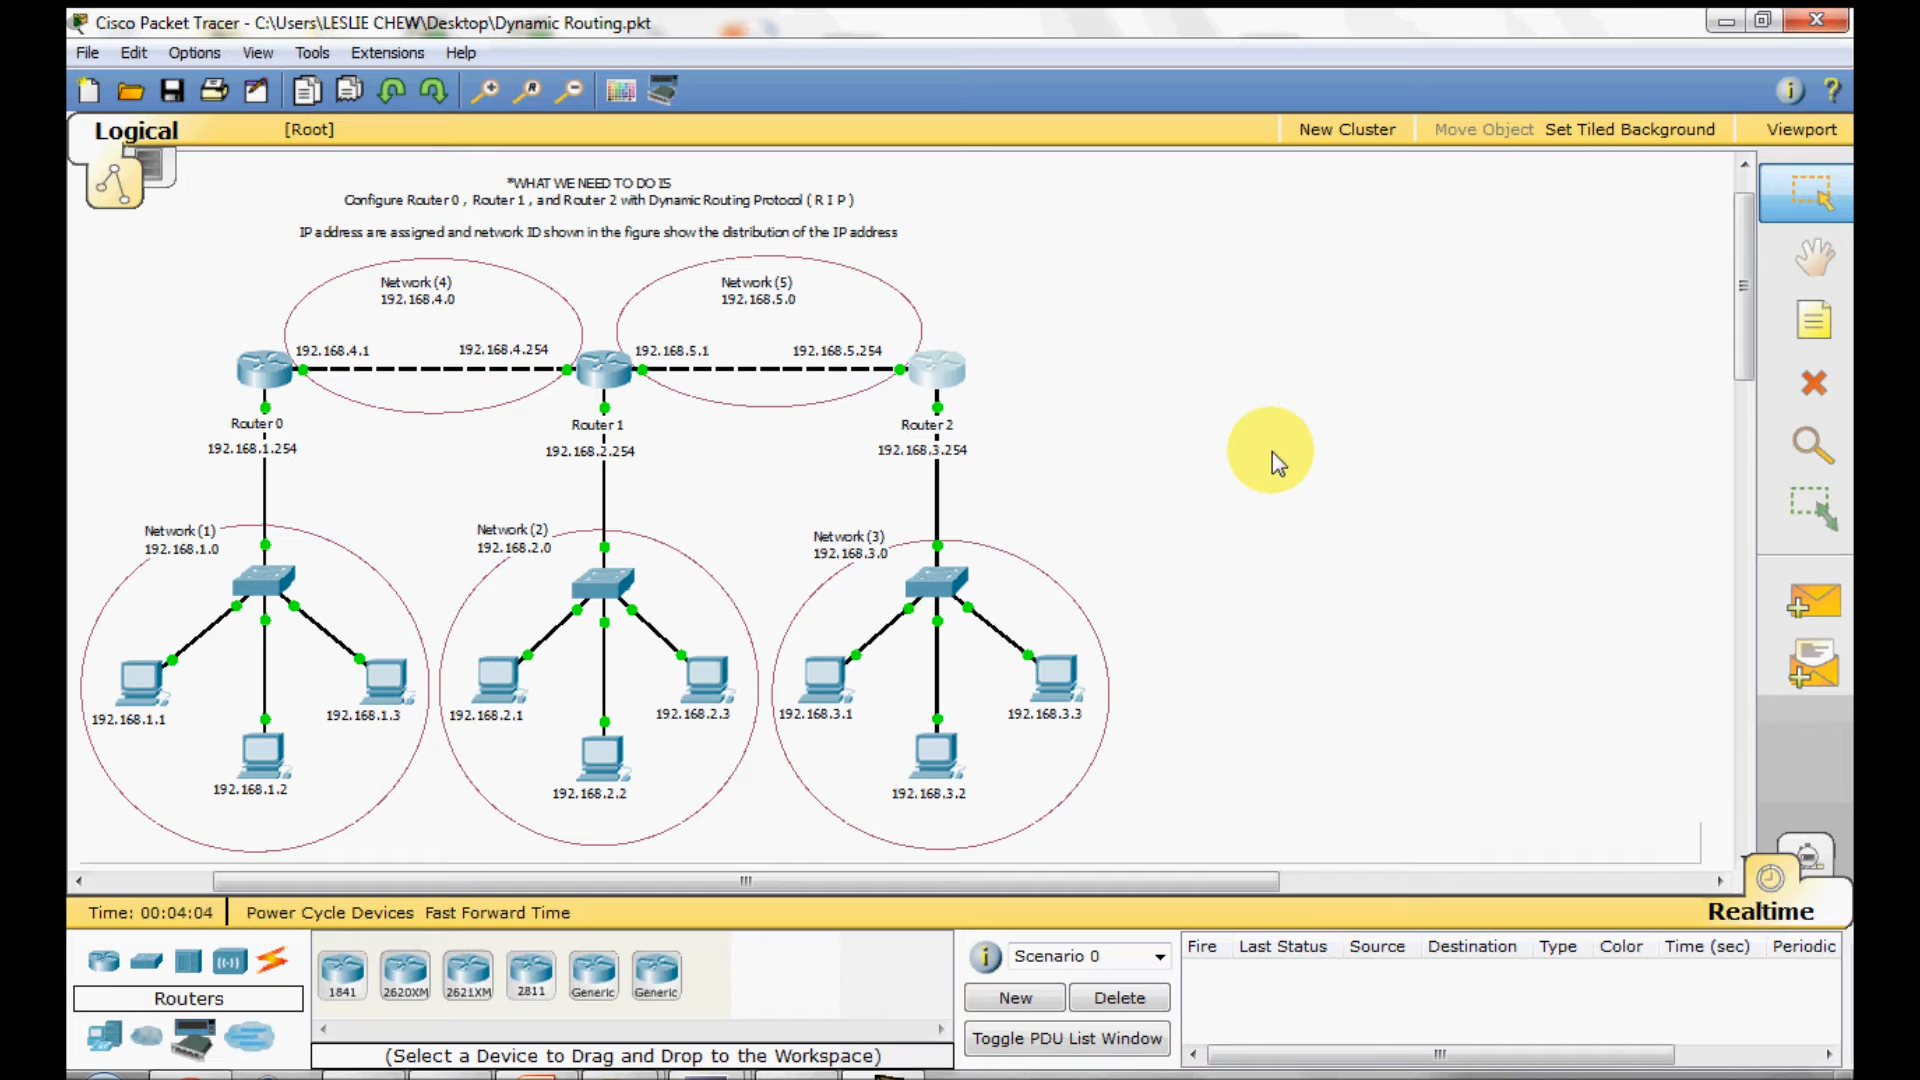 Cisco Packet Tracer - C:\Users\LESLIE CHEW\Desktop\Dynamic Routing.pkt
File Edit Options View Tools Extensions Help
Logical [Root] New Cluster Move Object Set Tiled Background Viewport
*WHAT WE NEED TO DO IS
Configure Router 0 , Router 1 , and Router 2 with Dynamic Routing Protocol ( R I P )
IP address are assigned and network ID shown in the figure show the distribution of the IP address
Network (4) Network (5)
192.168.4.0 192.168.5.0
192.168.4.1 192.168.4.254 192.168.5.1 192.168.5.254
Router 0 Router 1 Router 2
192.168.1.254 192.168.2.254 192.168.3.254
Network (1) Network (2) Network (3)
192.168.1.0 192.168.2.0 192.168.3.0
192.168.1.1 192.168.1.3 192.168.2.1 192.168.2.3 192.168.3.1 192.168.3.3
192.168.1.2 192.168.2.2 192.168.3.2
Realtime
Time: 00:04:04 Power Cycle Devices Fast Forward Time
Fire Last Status Source Destination Type Color Time (sec) Periodic
Scenario 0
1841 2620XM 2621XM 2811 Generic Generic
Routers
New Delete
Toggle PDU List Window
(Select a Device to Drag and Drop to the Workspace)